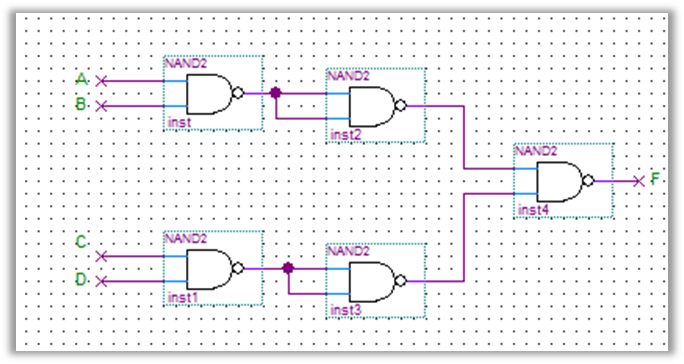 NAND2
A
B
inst
NAND2
inst2
NAND2
F
inst4
NAND2
C
D
inst1
NAND2
inst3